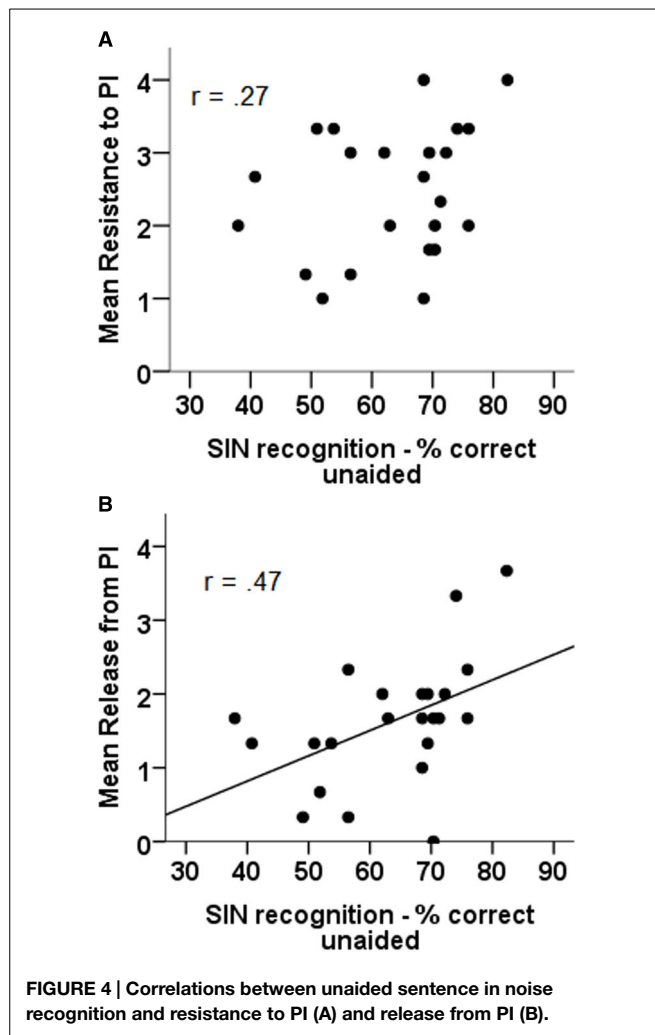 A
Mean Resistance to PI
4
3
2
1
0
r = .27
30 40 50 60 70 80 90
SIN recognition - % correct
unaided
B
Mean Release from PI
4
3
2
1
0
r = .47
30 40 50 60 70 80 90
SIN recognition - % correct
unaided
FIGURE 4 | Correlations between unaided sentence in noise
recognition and resistance to PI (A) and release from PI (B).